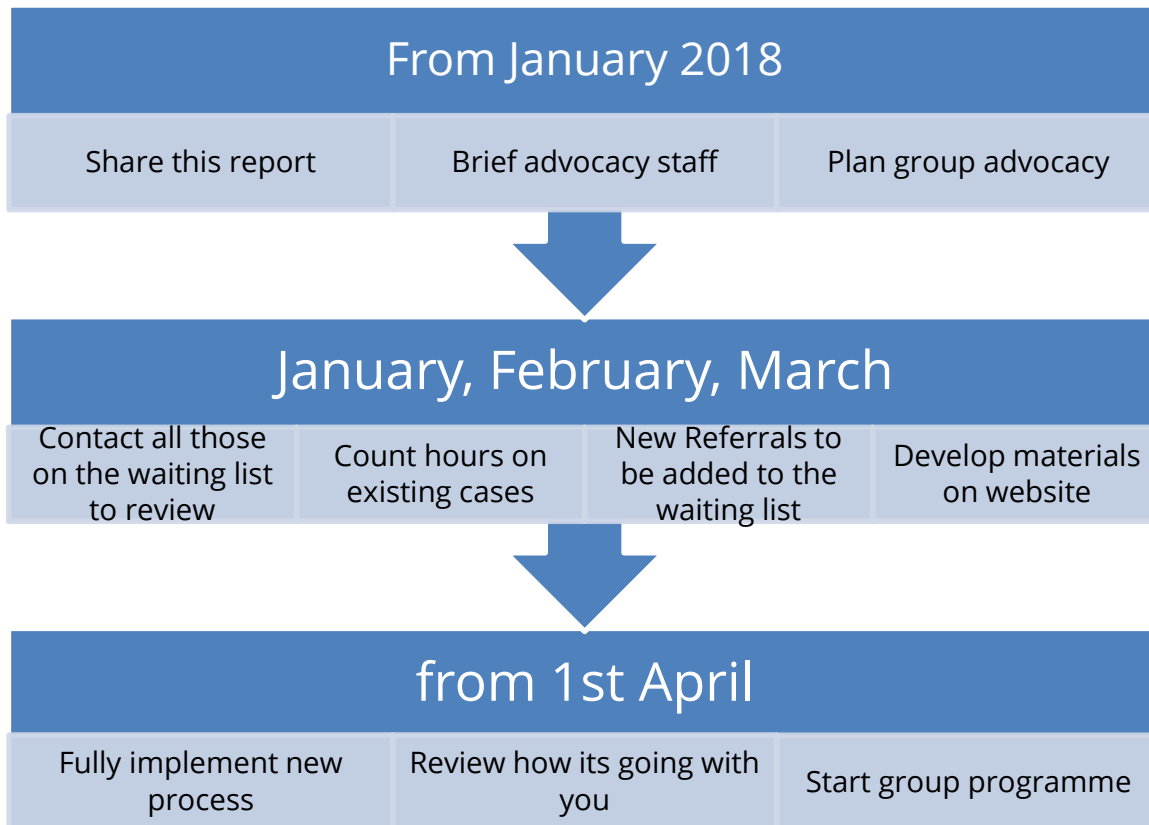 From January 2018
Share this report
Brief advocacy staff
Plan group advocacy
January, February, March
Contact all those
on the waiting list
to review
Count hours on
existing cases
New Referrals to
be added to the
waiting list
Develop materials
on website
from 1st April
Fully implement new
process
Review how its going with
you
Start group programme